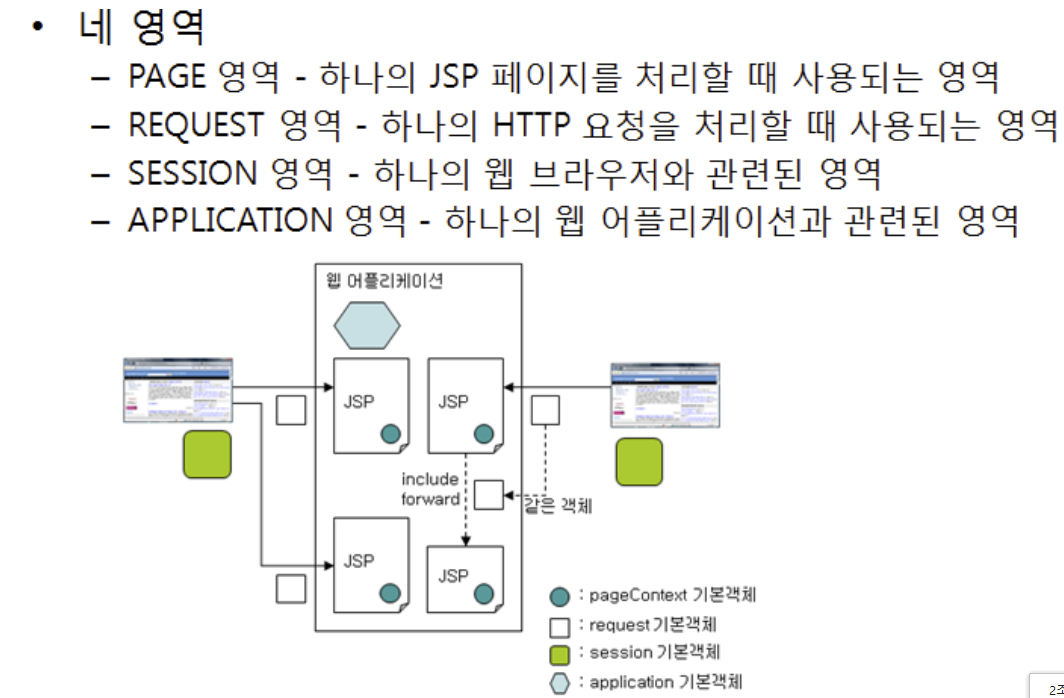 • 네 영역
– PAGE 영역 - 하나의 JSP 페이지를 처리할 때 사용되는 영역
– REQUEST 영역 - 하나의 HTTP 요청을 처리할 때 사용되는 영역
– SESSION 영역 - 하나의 웹 브라우저와 관련된 영역
– APPLICATION 영역 - 하나의 웹 어플리케이션과 관련된 영역
웹 어플리케이션
JSP
JSP
include
forward
같은 객체
JSP
JSP
: pageContext 기본객체
: request 기본객체
: session 기본객체
: application 기본객체